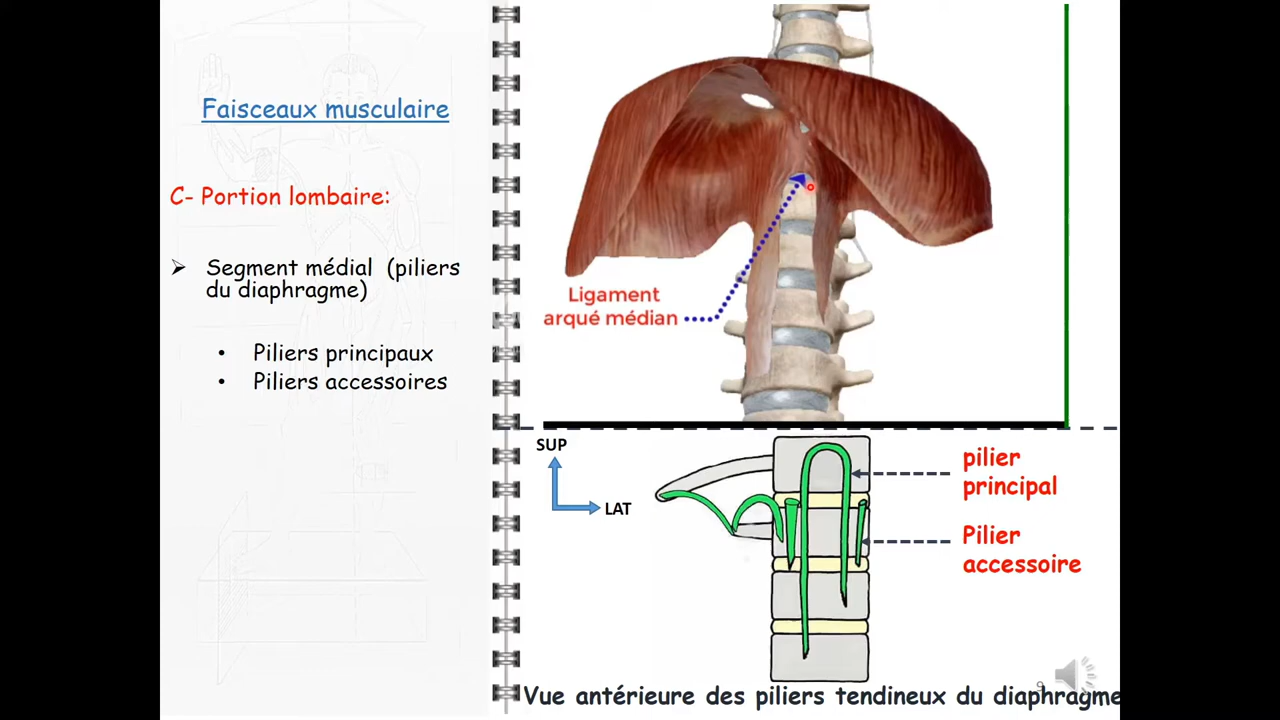 Faisceaux musculaire
C- Portion lombaire:
➢ Segment médial (piliers
du diaphragme)
• Piliers principaux
• Piliers accessoires
Ligament
arqué médian
SUP
LAT
pilier
principal
Pilier
accessoire
Vue antérieure des piliers tendineux du diaphragme
9